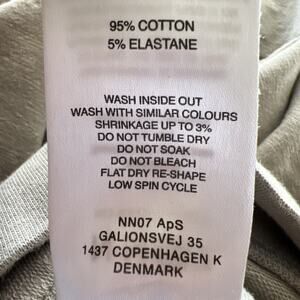 95% COTTON
5% ELASTANE
WASH INSIDE OUT
WASH WITH SIMILAR COLOURS
SHRINKAGE UP TO 3%
DO NOT TUMBLE DRY
DO NOT SOAK
DO NOT BLEACH
FLAT DRY RE-SHAPE
LOW SPIN CYCLE
NN07 ApS
GALIONSVEJ 35
1437 COPENHAGEN K
DENMARK